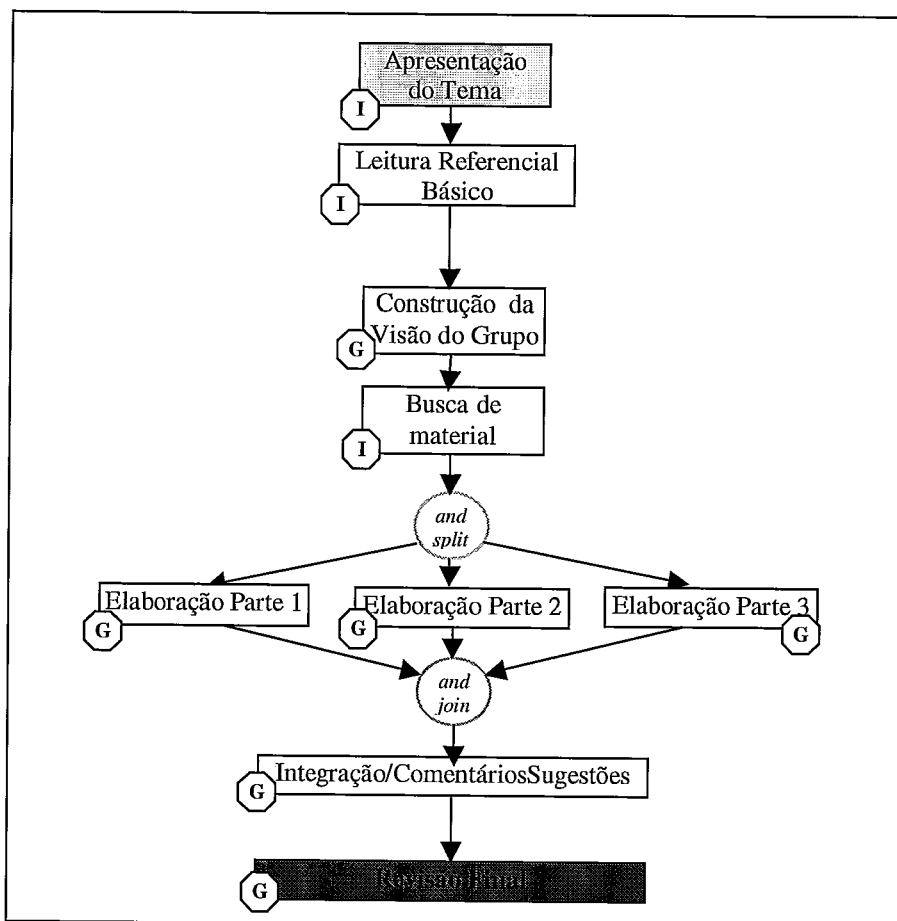 Apresentação
do Tema
I
Leitura Referencial
Básico
I
Construção da
Visão do Grupo
G
Busca de
material
I
and
split
Elaboração Parte 1
G
Elaboração Parte 2
G
Elaboração Parte 3
G
and
join
Integração/ComentáriosSugestões
G
Revisão Final
G